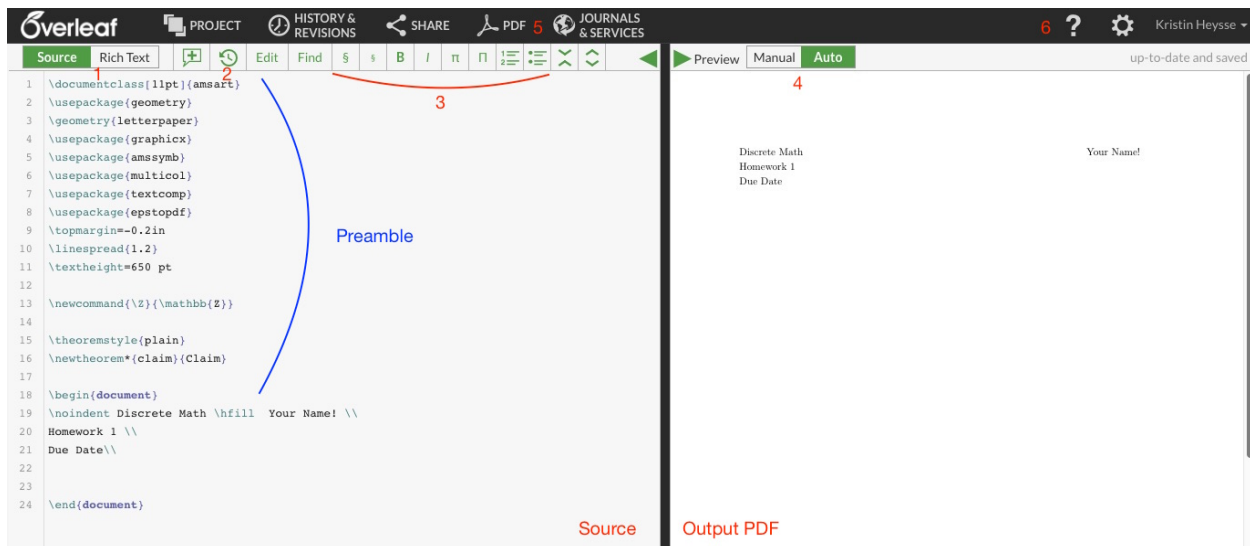 Overleaf PROJECT HISTORY & REVISIONS SHARE PDF 5 JOURNALS & SERVICES 6 ? Kristin Heysse
Source Rich Text Edit Find § § B I π Π Preview Manual Auto up-to-date and saved
1 2 3 4
1 \documentclass[11pt]{amsart}
2 \usepackage{geometry}
3 \geometry{letterpaper}
4 \usepackage{graphicx}
5 \usepackage{amssymb}
6 \usepackage{multicol}
7 \usepackage{textcomp}
8 \usepackage{epstopdf}
9 \topmargin=-0.2in
10 \linespread{1.2}
11 \textheight=650 pt
12
13 \newcommand{\Z}{\mathbb{Z}}
14
15 \theoremstyle{plain}
16 \newtheorem*{claim}{Claim}
17
18 \begin{document}
19 \noindent Discrete Math \hfill  Your Name! \\
20 Homework 1 \\
21 Due Date\\
22
23
24 \end{document}
Preamble
Source
Discrete Math Your Name!
Homework 1
Due Date
Output PDF